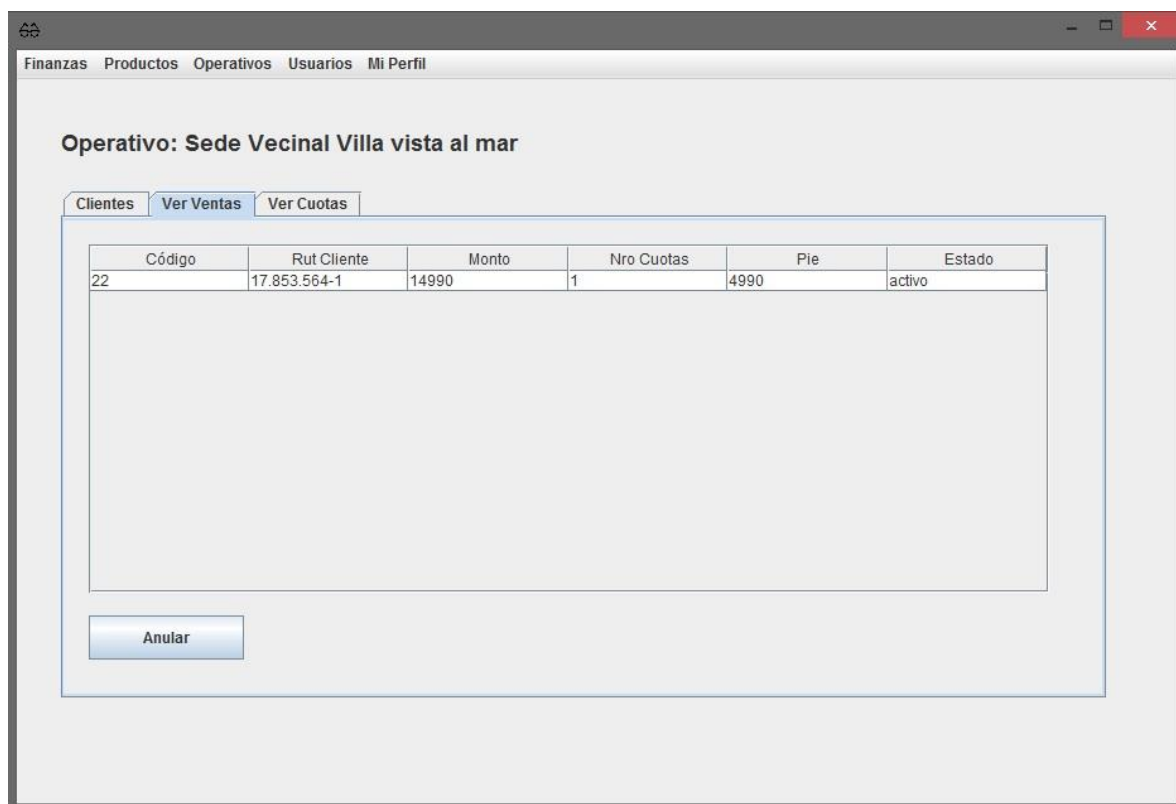 Finanzas Productos Operativos Usuarios Mi Perfil
Operativo: Sede Vecinal Villa vista al mar
Clientes Ver Ventas Ver Cuotas
Código Rut Cliente Monto Nro Cuotas Pie Estado
22 17.853.564-1 14990 1 4990 activo
Anular